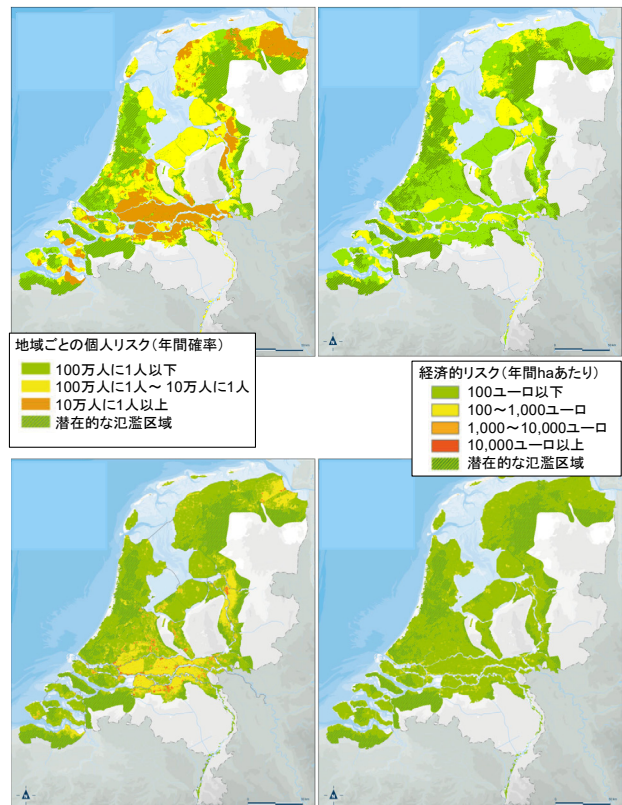 地域ごとの個人リスク（年間確率）
100万人に1人以下
100万人に1人～ 10万人に1人
10万人に1人以上
潜在的な氾濫区域
経済的リスク（年間haあたり）
100ユーロ以下
100～1,000ユーロ
1,000～10,000ユーロ
10,000ユーロ以上
潜在的な氾濫区域